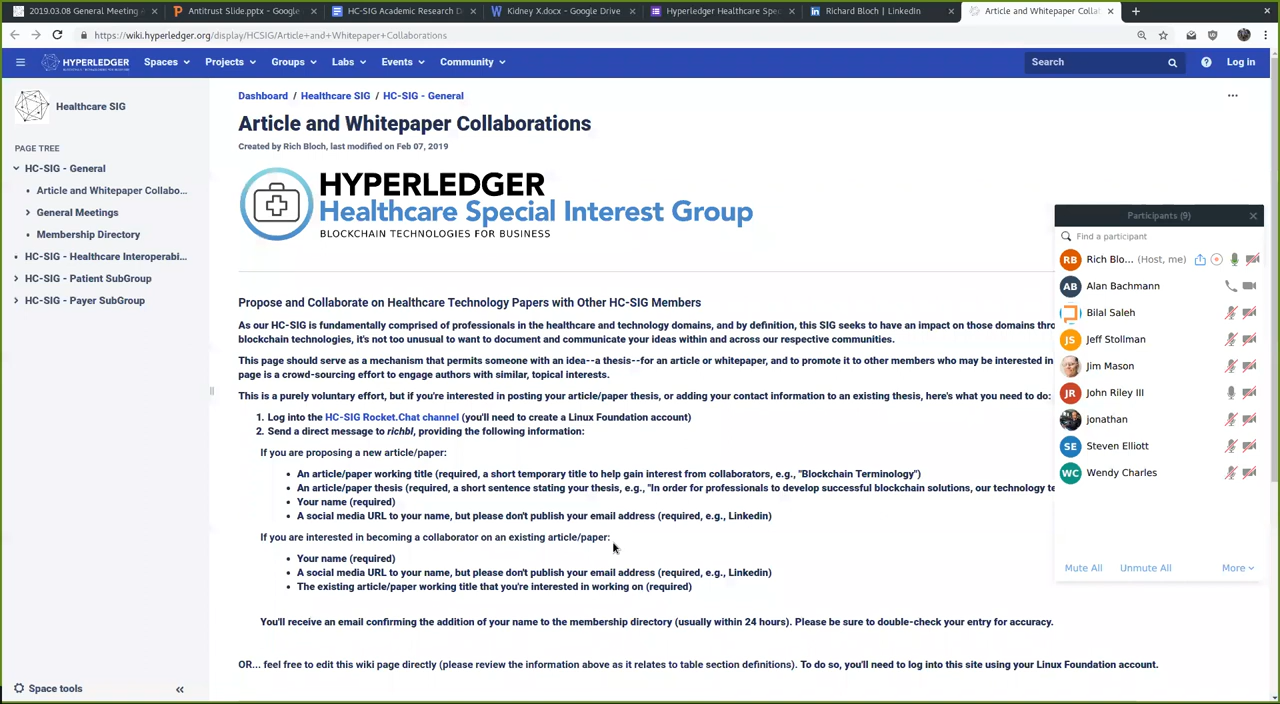 2019.03.08 General Meeting
Antitrust Slide.pptx - Google
HC-SIG Academic Research D
Kidney X.docx - Google Drive
Hyperledger Healthcare Spec
Richard Bloch | LinkedIn
Article and Whitepaper Colla
https://wiki.hyperledger.org/display/HCSIG/Article+and+Whitepaper+Collaborations
HYPERLEDGER
Spaces
Projects
Groups
Labs
Events
Community
Search
Log in
Healthcare SIG
PAGE TREE
HC-SIG - General
Article and Whitepaper Collabo...
General Meetings
Membership Directory
HC-SIG - Healthcare Interoperabi...
HC-SIG - Patient SubGroup
HC-SIG - Payer SubGroup
Space tools
Dashboard / Healthcare SIG / HC-SIG - General
Article and Whitepaper Collaborations
Created by Rich Bloch, last modified on Feb 07, 2019
HYPERLEDGER
Healthcare Special Interest Group
BLOCKCHAIN TECHNOLOGIES FOR BUSINESS
Propose and Collaborate on Healthcare Technology Papers with Other HC-SIG Members
As our HC-SIG is fundamentally comprised of professionals in the healthcare and technology domains, and by definition, this SIG seeks to have an impact on those domains thro
blockchain technologies, it's not too unusual to want to document and communicate your ideas within and across our respective communities.
This page should serve as a mechanism that permits someone with an idea--a thesis--for an article or whitepaper, and to promote it to other members who may be interested in
page is a crowd-sourcing effort to engage authors with similar, topical interests.
This is a purely voluntary effort, but if you're interested in posting your article/paper thesis, or adding your contact information to an existing thesis, here's what you need to do:
1. Log into the HC-SIG Rocket.Chat channel (you'll need to create a Linux Foundation account)
2. Send a direct message to richbl, providing the following information:
If you are proposing a new article/paper:
An article/paper working title (required, a short temporary title to help gain interest from collaborators, e.g., "Blockchain Terminology")
An article/paper thesis (required, a short sentence stating your thesis, e.g., "In order for professionals to develop successful blockchain solutions, our technology te
Your name (required)
A social media URL to your name, but please don't publish your email address (required, e.g., Linkedin)
If you are interested in becoming a collaborator on an existing article/paper:
Your name (required)
A social media URL to your name, but please don't publish your email address (required, e.g., Linkedin)
The existing article/paper working title that you're interested in working on (required)
You'll receive an email confirming the addition of your name to the membership directory (usually within 24 hours). Please be sure to double-check your entry for accuracy.
OR... feel free to edit this wiki page directly (please review the information above as it relates to table section definitions). To do so, you'll need to log into this site using your Linux Foundation account.
Participants (9)
Find a participant
RB Rich Blo... (Host, me)
AB Alan Bachmann
Bilal Saleh
JS Jeff Stollman
Jim Mason
JR John Riley III
jonathan
SE Steven Elliott
WC Wendy Charles
Mute All
Unmute All
More